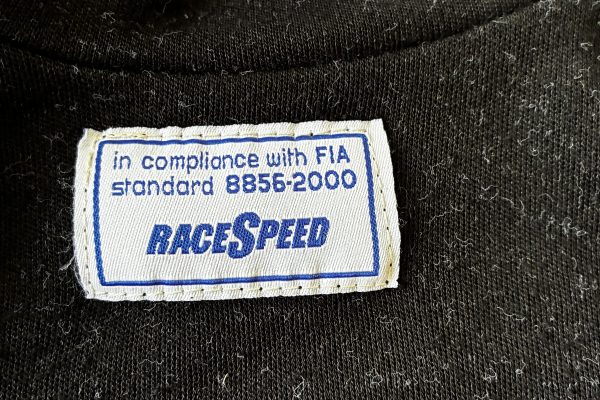 in compliance with FIA
standard 8856-2000
RACESPEED